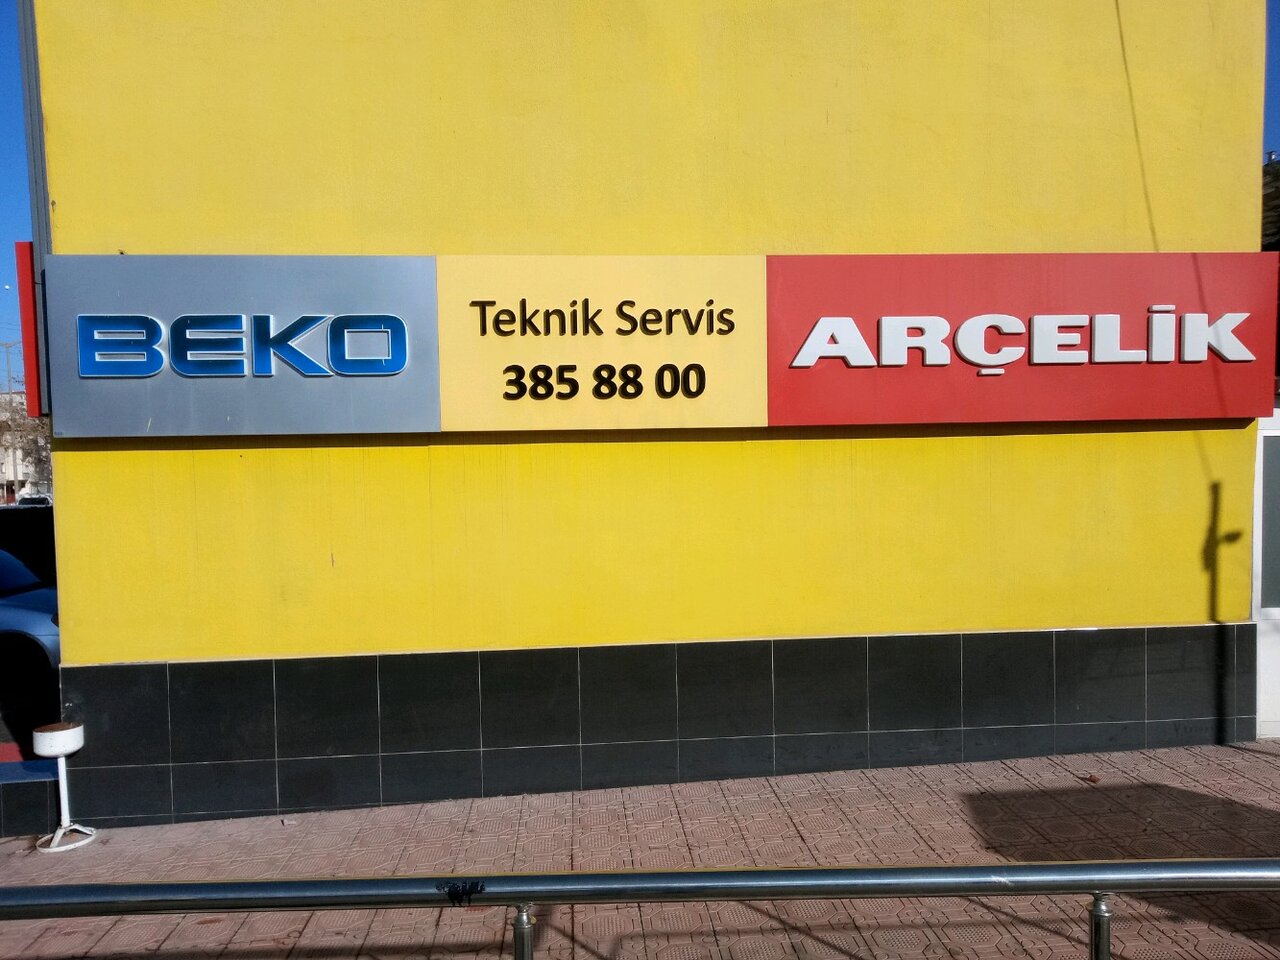 BEKO
Teknik Servis
385 88 00
ARÇELİK